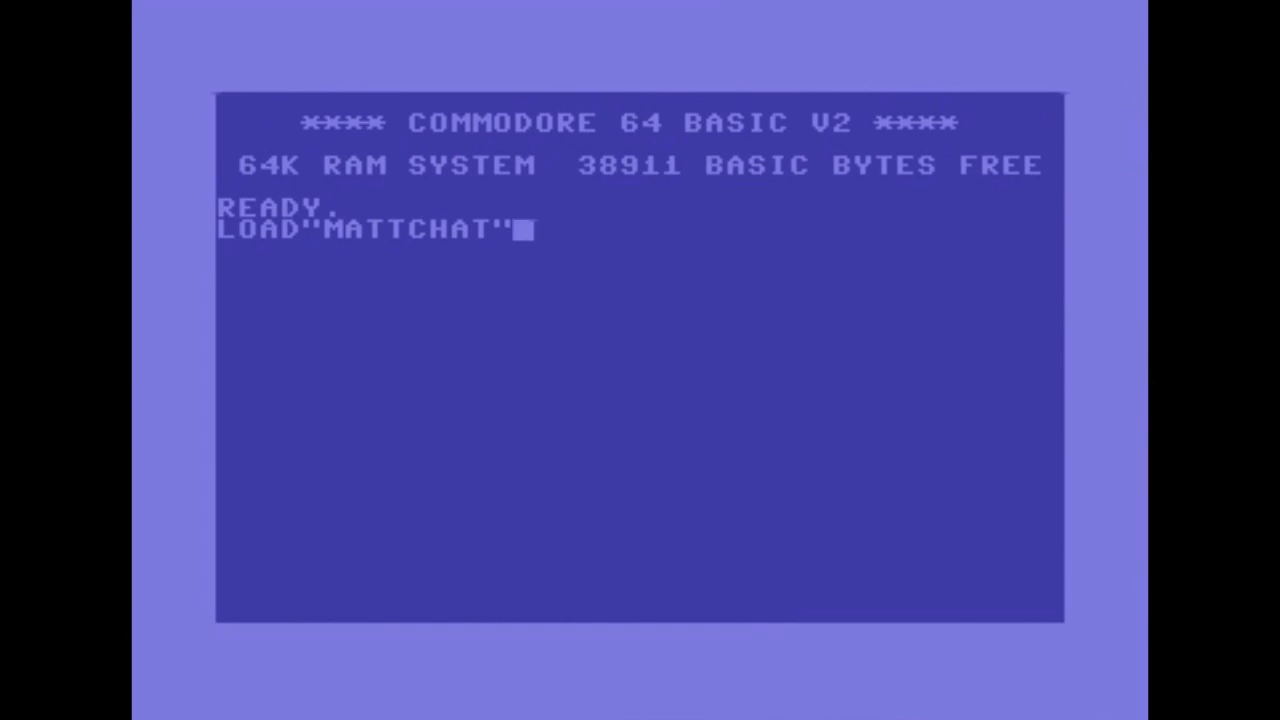 **** COMMODORE 64 BASIC V2 ****
64K RAM SYSTEM  38911 BASIC BYTES FREE
READY.
LOAD"MATTCHAT"